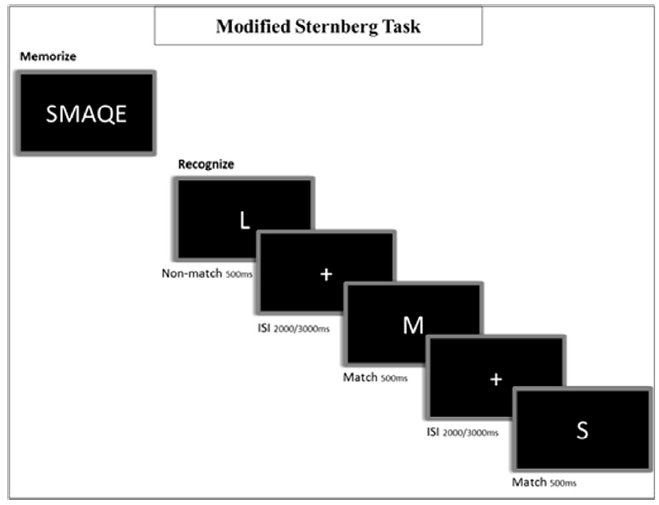 Modified Sternberg Task
Memorize
SMAQE
Recognize
L
Non-match 500ms
+
ISI 2000/3000ms
M
Match 500ms
+
ISI 2000/3000ms
S
Match 500ms